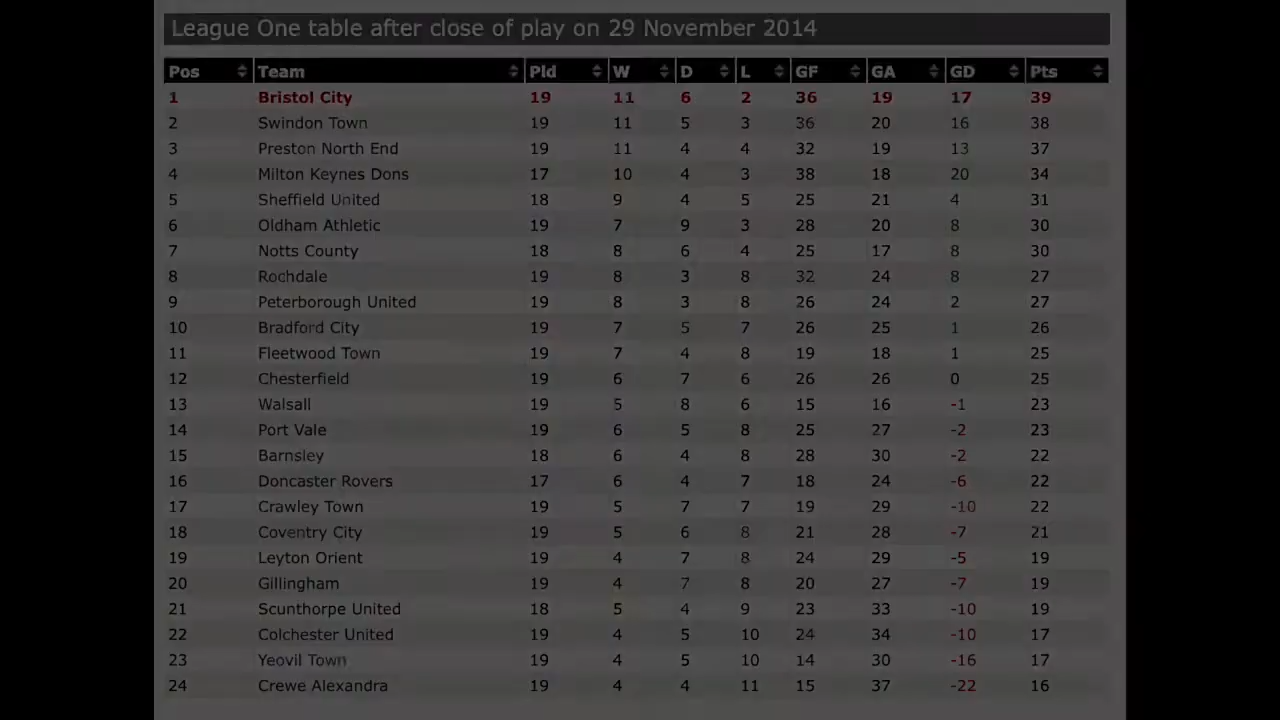 League One table after close of play on 29 November 2014
Pos Team Pld W D L GF GA GD Pts
1 Bristol City 19 11 6 2 36 19 17 39
2 Swindon Town 19 11 5 3 36 20 16 38
3 Preston North End 19 11 4 4 32 19 13 37
4 Milton Keynes Dons 17 10 4 3 38 18 20 34
5 Sheffield United 18 9 4 5 25 21 4 31
6 Oldham Athletic 19 7 9 3 28 20 8 30
7 Notts County 18 8 6 4 25 17 8 30
8 Rochdale 19 8 3 8 32 24 8 27
9 Peterborough United 19 8 3 8 26 24 2 27
10 Bradford City 19 7 5 7 26 25 1 26
11 Fleetwood Town 19 7 4 8 19 18 1 25
12 Chesterfield 19 6 7 6 26 26 0 25
13 Walsall 19 5 8 6 15 16 -1 23
14 Port Vale 19 6 5 8 25 27 -2 23
15 Barnsley 18 6 4 8 28 30 -2 22
16 Doncaster Rovers 17 6 4 7 18 24 -6 22
17 Crawley Town 19 5 7 7 19 29 -10 22
18 Coventry City 19 5 6 8 21 28 -7 21
19 Leyton Orient 19 4 7 8 24 29 -5 19
20 Gillingham 19 4 7 8 20 27 -7 19
21 Scunthorpe United 18 5 4 9 23 33 -10 19
22 Colchester United 19 4 5 10 24 34 -10 17
23 Yeovil Town 19 4 5 10 14 30 -16 17
24 Crewe Alexandra 19 4 4 11 15 37 -22 16